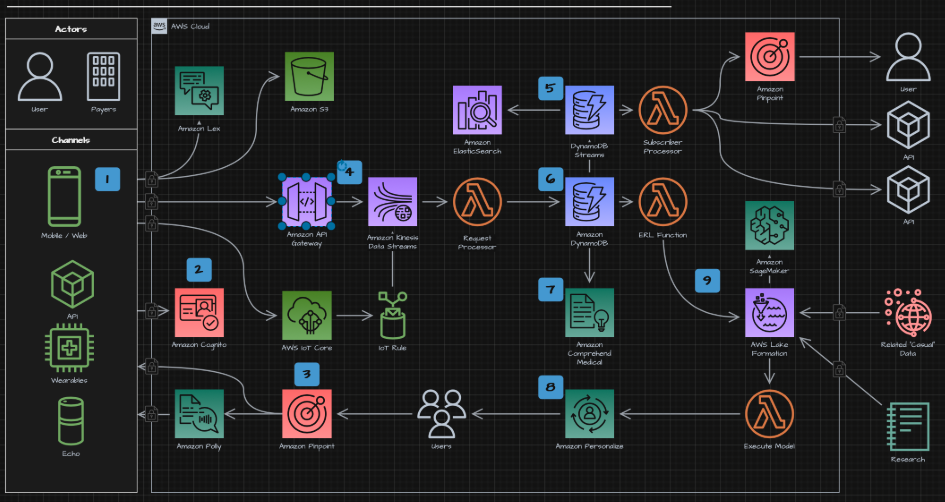 Actors
User
Payers
Channels
1
Mobile / Web
API
Wearables
Echo
aws
AWS Cloud
Amazon Lex
Amazon S3
Amazon
ElasticSearch
5
DynamoDB
Streams
Subscriber
Processor
Amazon
Pinpoint
User
API
API
4
Amazon API
Gateway
Amazon Kinesis
Data Streams
Request
Processor
6
Amazon
DynamoDB
ERL Function
Amazon
SageMaker
2
Amazon Cognito
AWS IoT Core
IoT Rule
7
Amazon
Comprehend
Medical
9
AWS Lake
Formation
Related "Casual"
Data
3
Amazon Polly
Amazon Pinpoint
Users
8
Amazon Personalize
Execute Model
Research